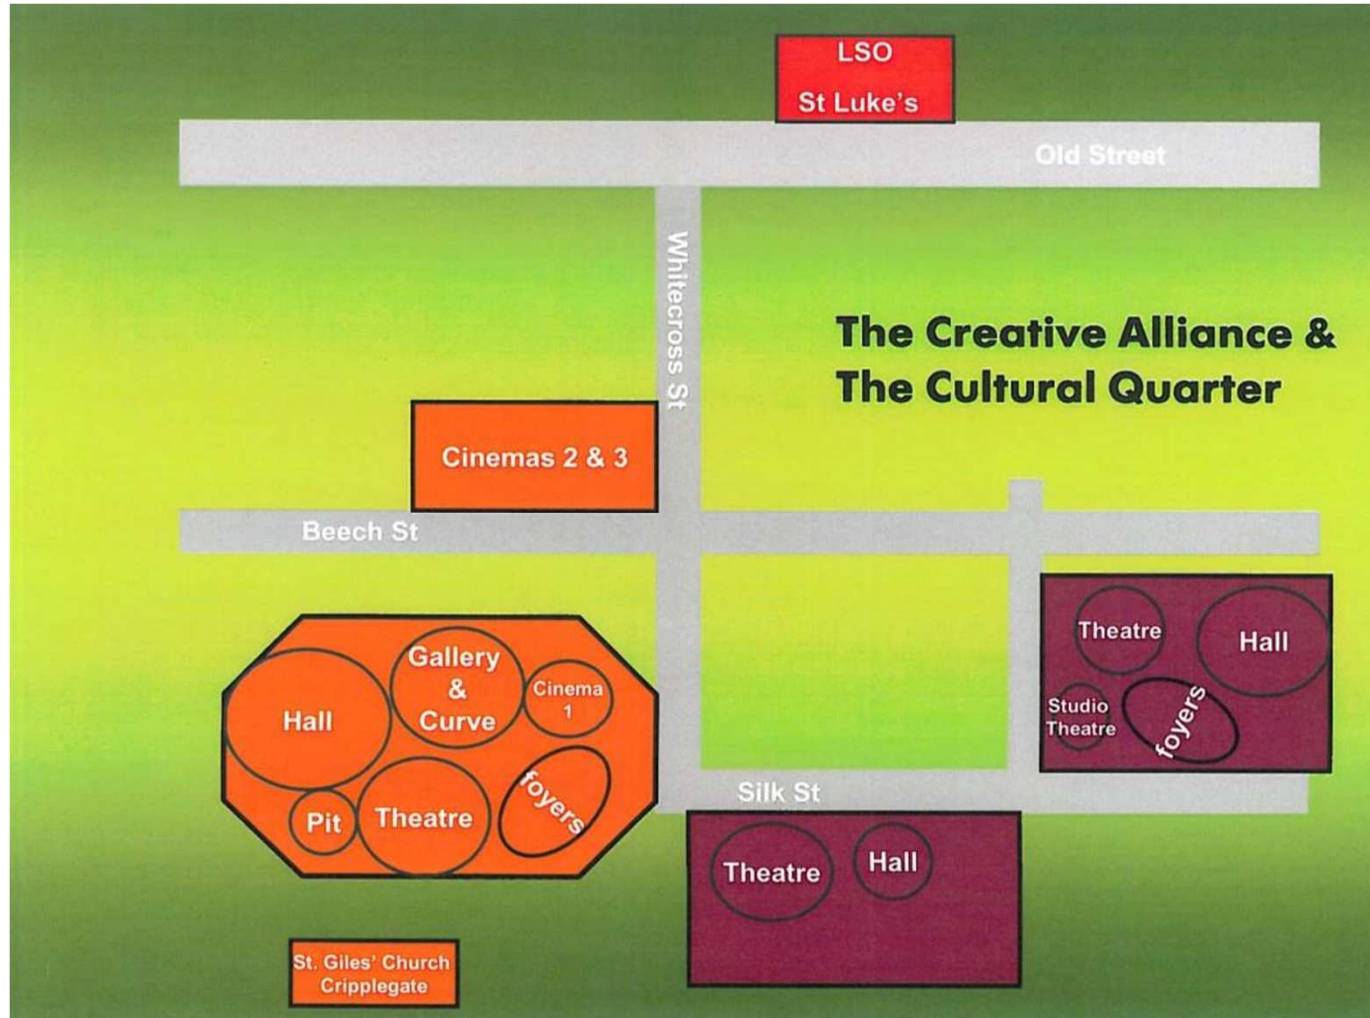 LSO
St Luke's
Old Street
Whitecross St
The Creative Alliance &
The Cultural Quarter
Cinemas 2 & 3
Beech St
Gallery
&
Curve
Cinema
1
Hall
Pit
Theatre
foyers
Theatre
Hall
Studio
Theatre
foyers
Silk St
Theatre
Hall
St. Giles' Church
Cripplegate